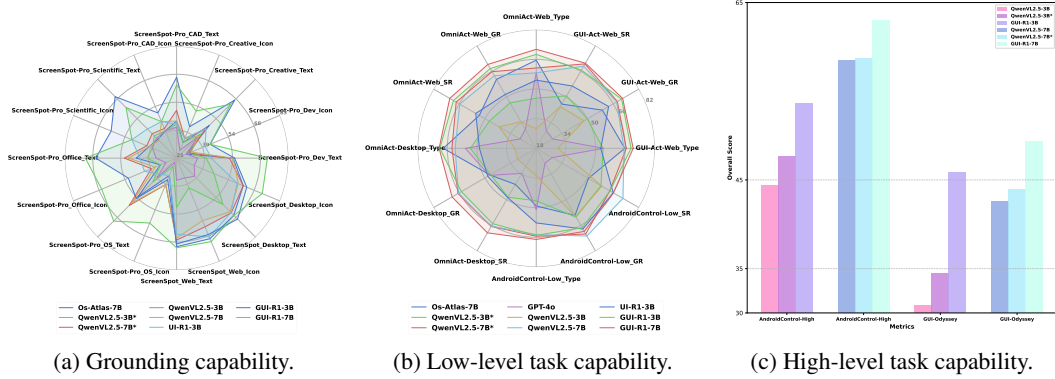 ScreenSpot-Pro_CAD_Text
ScreenSpot-Pro_CAD_Icon
ScreenSpot-Pro_Creative_Icon
ScreenSpot-Pro_Scientific_Text
ScreenSpot-Pro_Creative_Text
ScreenSpot-Pro_Scientific_Icon
ScreenSpot-Pro_Dev_Icon
ScreenSpot-Pro_Office_Text
ScreenSpot-Pro_Dev_Text
ScreenSpot-Pro_Office_Icon
ScreenSpot_Desktop_Icon
ScreenSpot-Pro_OS_Text
ScreenSpot_Desktop_Text
ScreenSpot-Pro_OS_Icon
ScreenSpot_Web_Icon
ScreenSpot_Web_Text
Os-Atlas-7B QwenVL2.5-3B GUI-R1-3B
QwenVL2.5-3B* QwenVL2.5-7B GUI-R1-7B
QwenVL2.5-7B* UI-R1-3B
(a) Grounding capability.
OmniAct-Web_Type
OmniAct-Web_GR
GUI-Act-Web_SR
OmniAct-Web_SR
GUI-Act-Web_GR
82
50
34
18
OmniAct-Desktop_Type
GUI-Act-Web_Type
OmniAct-Desktop_GR
AndroidControl-Low_SR
OmniAct-Desktop_SR
AndroidControl-Low_GR
AndroidControl-Low_Type
Os-Atlas-7B GPT-4o UI-R1-3B
QwenVL2.5-3B* QwenVL2.5-3B GUI-R1-3B
QwenVL2.5-7B* QwenVL2.5-7B GUI-R1-7B
(b) Low-level task capability.
65
45
35
30
Overall Score
QwenVL2.5-3B
QwenVL2.5-3B*
GUI-R1-3B
QwenVL2.5-7B
QwenVL2.5-7B*
GUI-R1-7B
AndroidControl-High AndroidControl-High GUI-Odyssey GUI-Odyssey
Metrics
(c) High-level task capability.